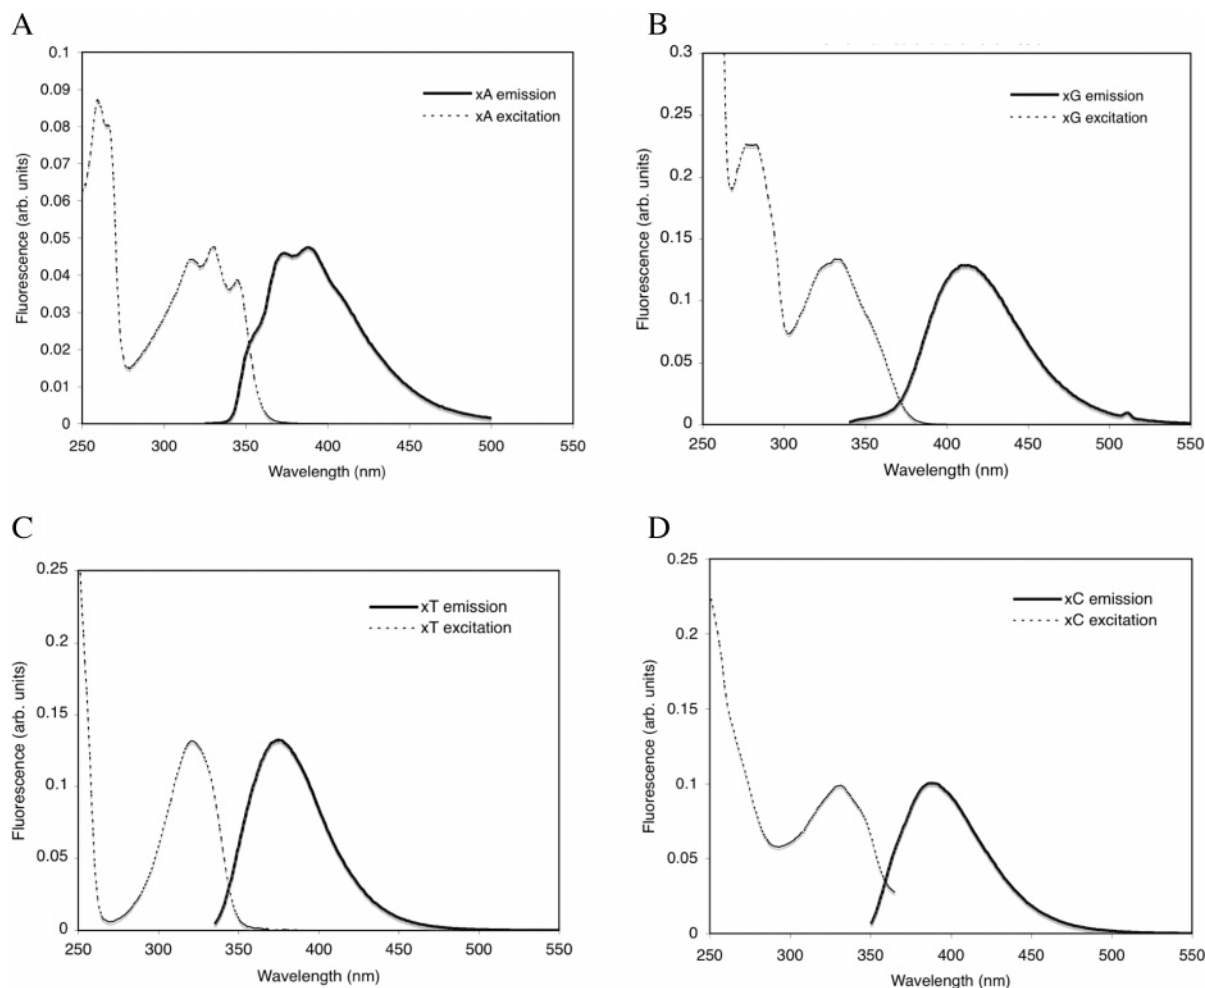 A
Fluorescence (arb. units)
0.1
0.09
0.08
0.07
0.06
0.05
0.04
0.03
0.02
0.01
0
xA emission
xA excitation
250 300 350 400 450 500 550
Wavelength (nm)
B
Fluorescence (arb. units)
0.3
0.25
0.2
0.15
0.1
0.05
0
xG emission
xG excitation
250 300 350 400 450 500 550
Wavelength (nm)
C
Fluorescence (arb. units)
0.25
0.2
0.15
0.1
0.05
0
xT emission
xT excitation
250 300 350 400 450 500 550
Wavelength (nm)
D
Fluorescence (arb. units)
0.25
0.2
0.15
0.1
0.05
0
xC emission
xC excitation
250 300 350 400 450 500 550
Wavelength (nm)